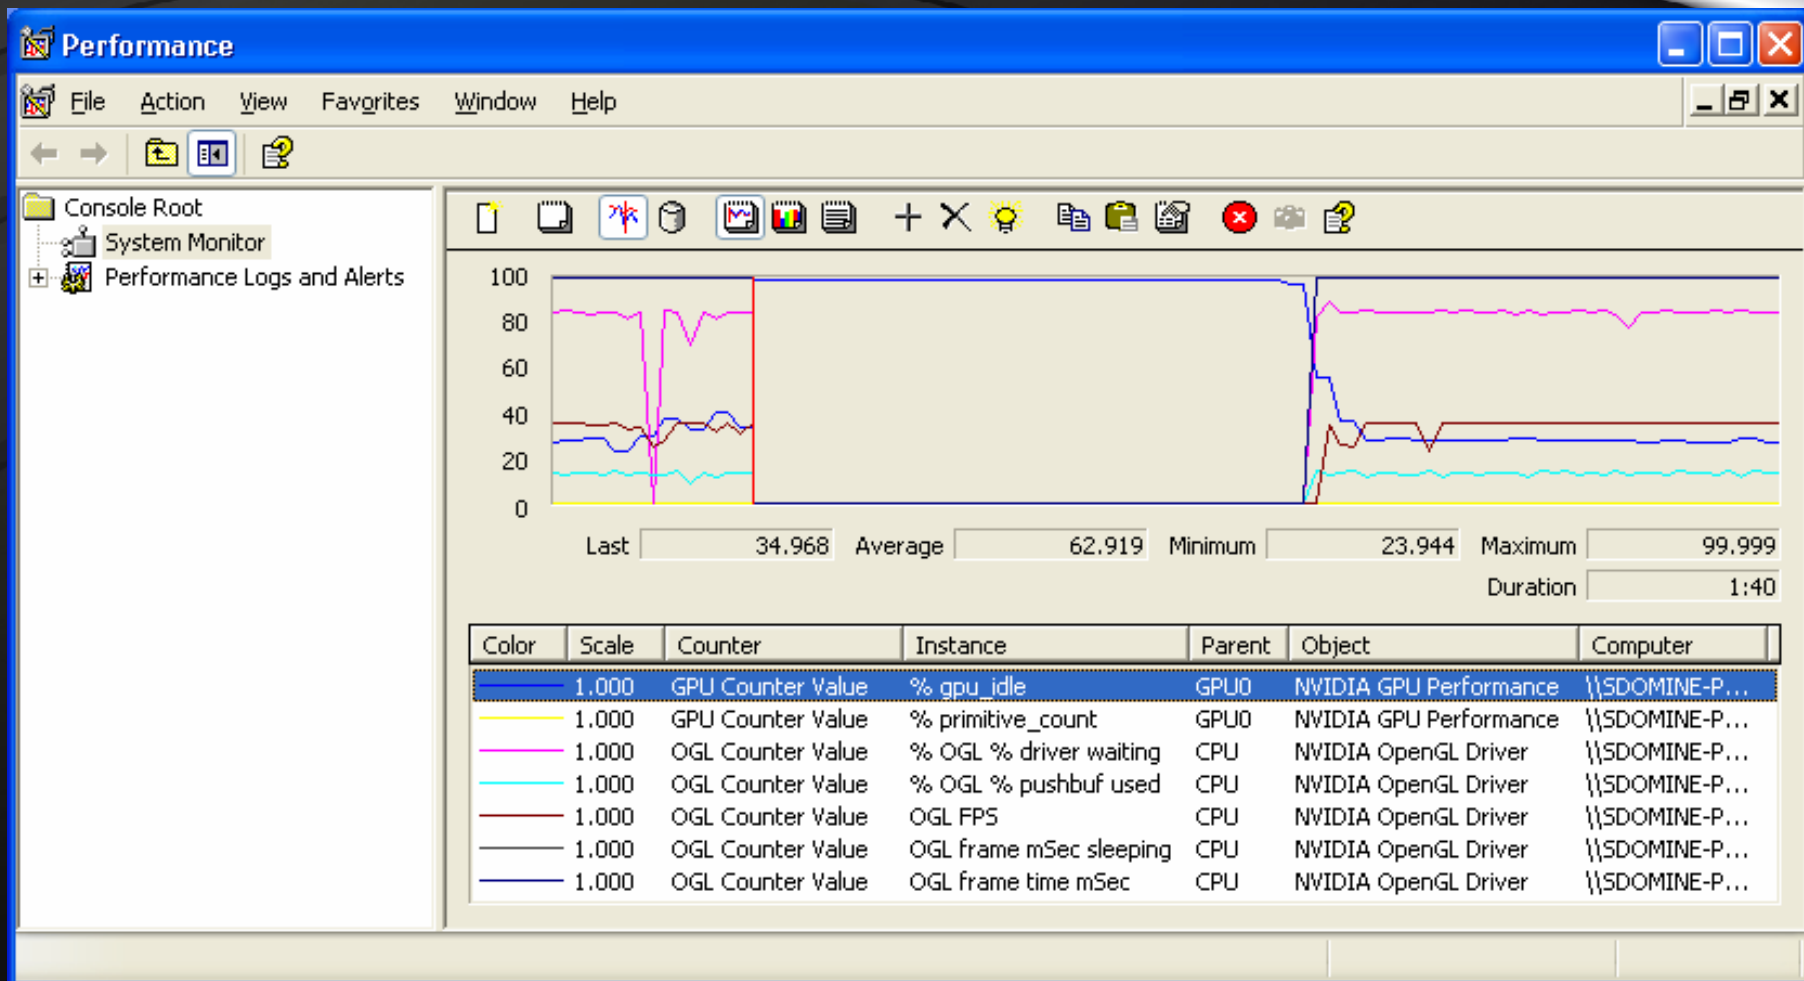 Performance
File Action View Favorites Window Help
Console Root
System Monitor
Performance Logs and Alerts
100
80
60
40
20
0
Last 34.968 Average 62.919 Minimum 23.944 Maximum 99.999
Duration 1:40
Color Scale Counter Instance Parent Object Computer
1.000 GPU Counter Value % gpu_idle GPU0 NVIDIA GPU Performance \\SDOMINE-P...
1.000 GPU Counter Value % primitive_count GPU0 NVIDIA GPU Performance \\SDOMINE-P...
1.000 OGL Counter Value % OGL % driver waiting CPU NVIDIA OpenGL Driver \\SDOMINE-P...
1.000 OGL Counter Value % OGL % pushbuf used CPU NVIDIA OpenGL Driver \\SDOMINE-P...
1.000 OGL Counter Value OGL FPS CPU NVIDIA OpenGL Driver \\SDOMINE-P...
1.000 OGL Counter Value OGL frame mSec sleeping CPU NVIDIA OpenGL Driver \\SDOMINE-P...
1.000 OGL Counter Value OGL frame time mSec CPU NVIDIA OpenGL Driver \\SDOMINE-P...